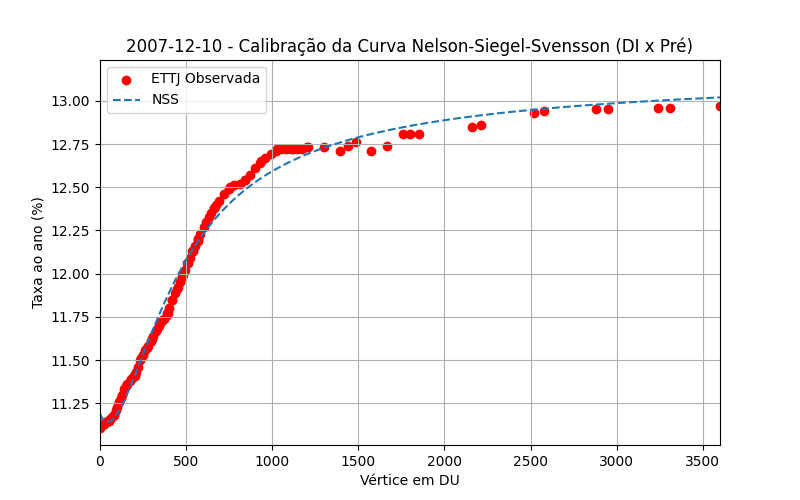 2007-12-10 - Calibração da Curva Nelson-Siegel-Svensson (DI x Pré)
ETTJ Observada
NSS
Taxa ao ano (%)
13.00
12.75
12.50
12.25
12.00
11.75
11.50
11.25
0 500 1000 1500 2000 2500 3000 3500
Vértice em DU